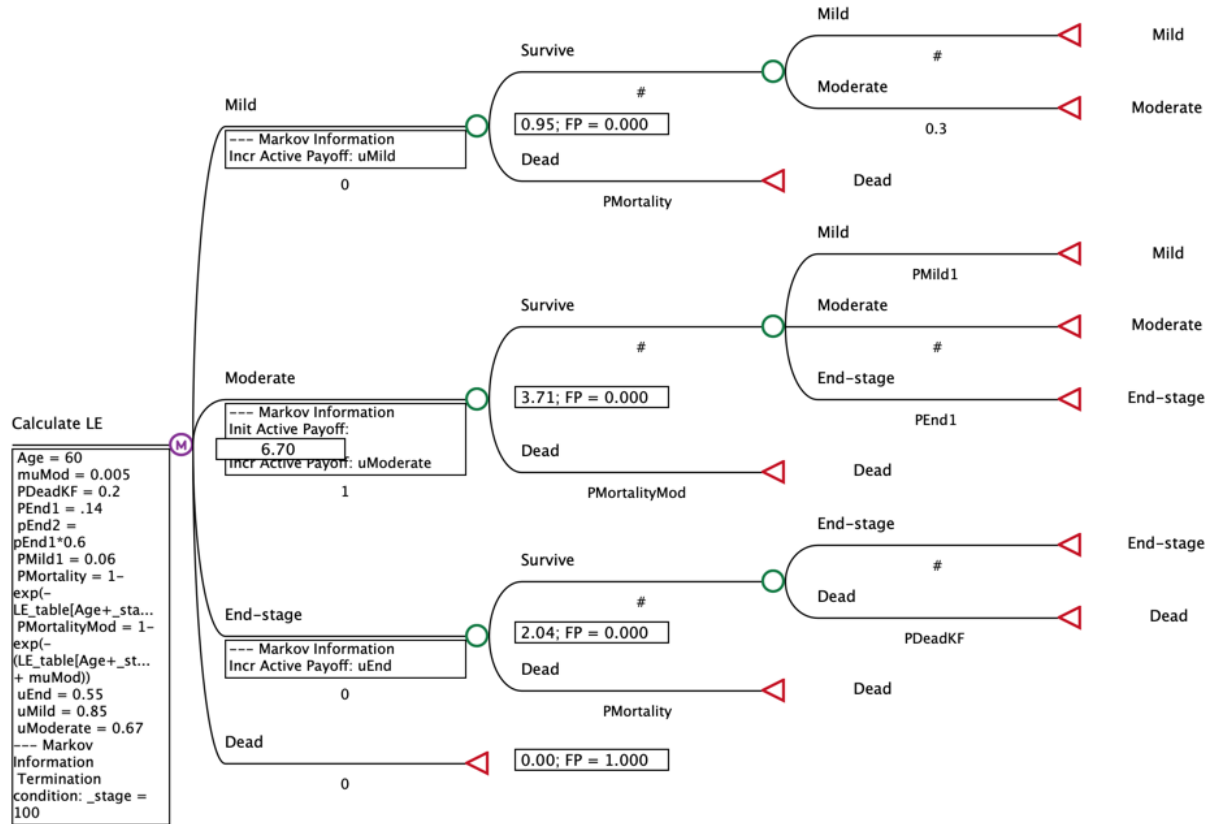 Calculate LE
Age = 60
muMod = 0.005
PDeadKF = 0.2
PEnd1 = .14
pEnd2 =
pEnd1*0.6
PMild1 = 0.06
PMortality = 1-
exp(-
LE_table[Age+_sta...
PMortalityMod = 1-
exp(-
(LE_table[Age+_st...
+ muMod))
uEnd = 0.55
uMild = 0.85
uModerate = 0.67
--- Markov
Information
Termination
condition: _stage =
100
M
Mild
--- Markov Information
Incr Active Payoff: uMild
0
Survive
#
0.95; FP = 0.000
Dead
PMortality
Dead
Mild
#
Mild
Moderate
0.3
Moderate
Moderate
--- Markov Information
Init Active Payoff:
6.70
Incr Active Payoff: uModerate
1
Survive
#
3.71; FP = 0.000
Dead
PMortalityMod
Dead
Mild
PMild1
Mild
Moderate
#
Moderate
End-stage
PEnd1
End-stage
End-stage
--- Markov Information
Incr Active Payoff: uEnd
0
Survive
#
2.04; FP = 0.000
Dead
PMortality
Dead
End-stage
#
End-stage
Dead
PDeadKF
Dead
Dead
0
0.00; FP = 1.000